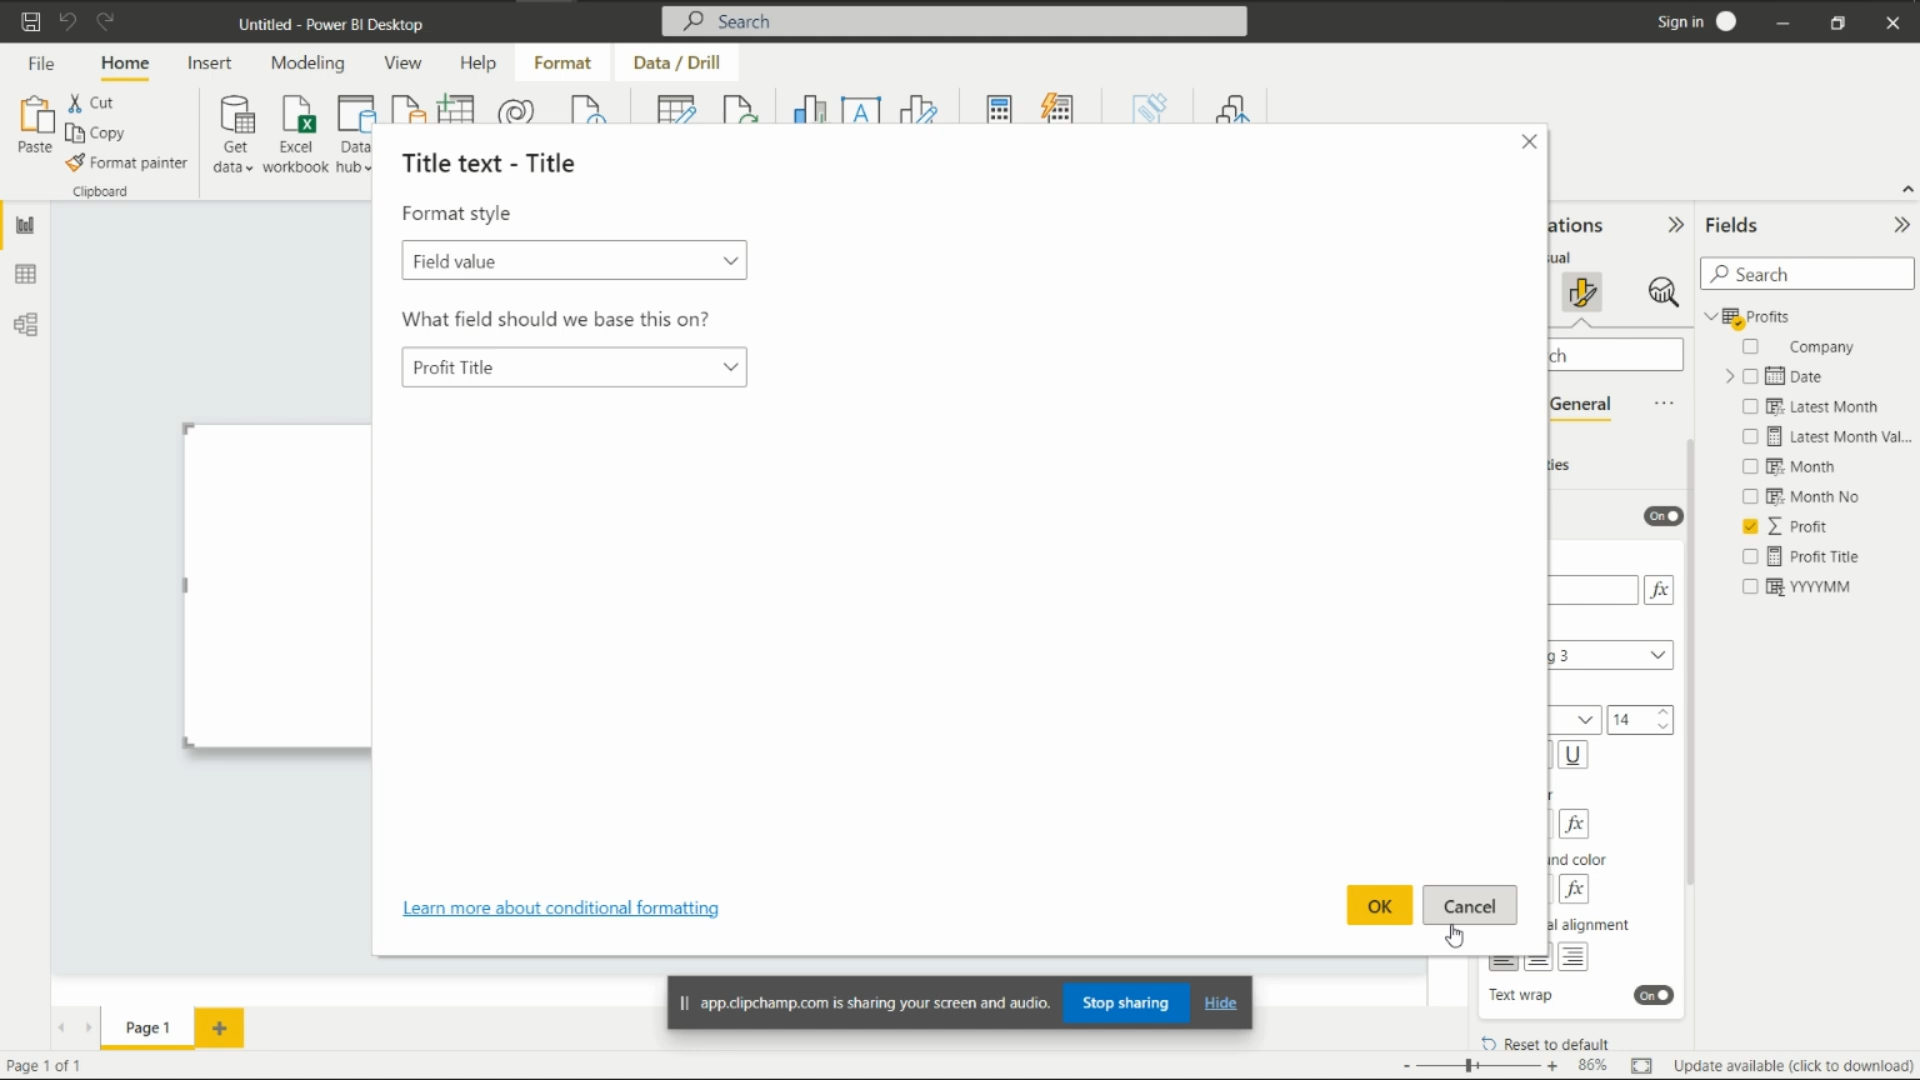 Untitled - Power BI Desktop
Search
Sign in
File
Home
Insert
Modeling
View
Help
Format
Data / Drill
Paste
Cut
Copy
Format painter
Clipboard
Get data
Excel workbook
Data hub
Title text - Title
Format style
Field value
What field should we base this on?
Profit Title
Learn more about conditional formatting
OK
Cancel
ations
ual
ch
General
...
ties
On
fx
g 3
14
U
r
fx
und color
fx
al alignment
Text wrap
On
Reset to default
Fields
Search
Profits
Company
Date
Latest Month
Latest Month Val...
Month
Month No
Profit
Profit Title
YYYYMM
app.clipchamp.com is sharing your screen and audio.
Stop sharing
Hide
Page 1
+
Page 1 of 1
- + 86%
Update available (click to download)